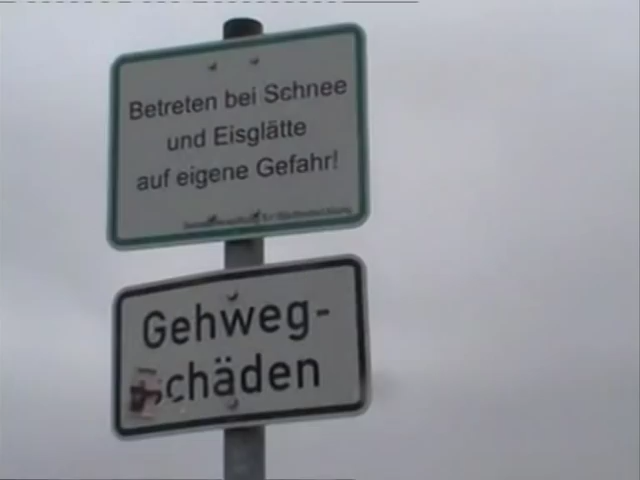 Betreten bei Schnee
und Eisglätte
auf eigene Gefahr!
Gehweg-
schäden